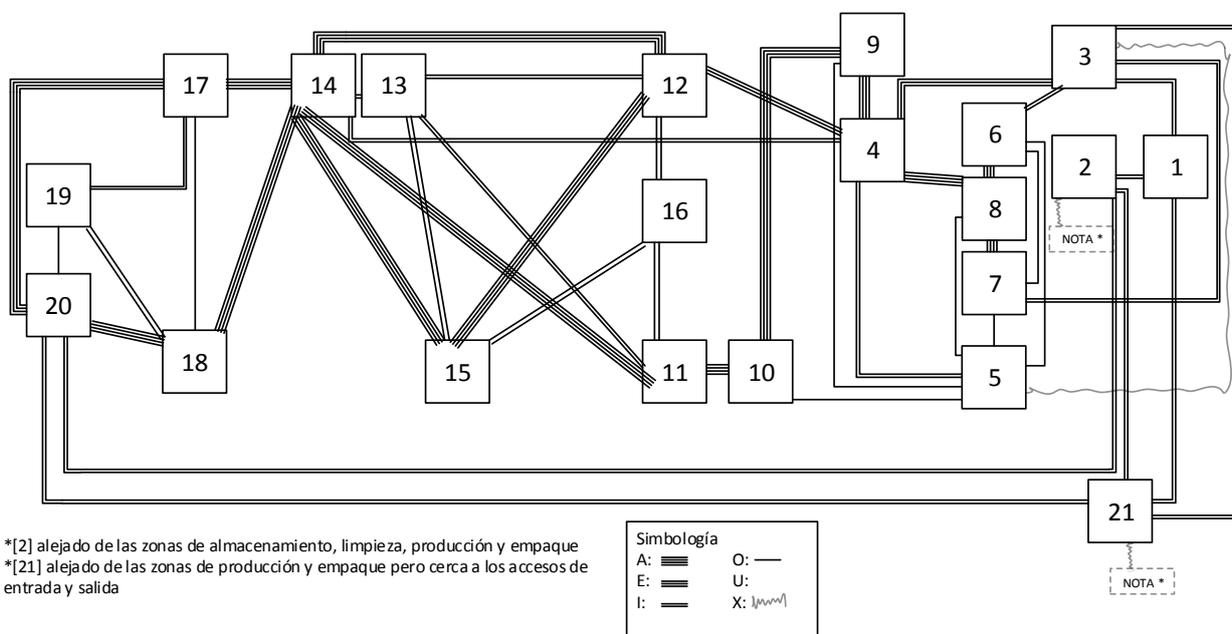 9
3
17
14
13
12
6
4
2
1
19
16
8
NOTA *
7
20
18
15
11
10
5
21
*[2] alejado de las zonas de almacenamiento, limpieza, producción y empaque
*[21] alejado de las zonas de producción y empaque pero cerca a los accesos de
entrada y salida
Simbología
A:
O:
E:
U:
I:
X:
NOTA *